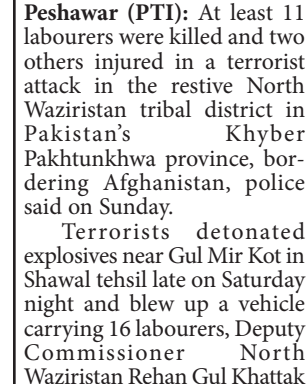 Peshawar (PTI): At least 11
labourers were killed and two
others injured in a terrorist
attack in the restive North
Waziristan tribal district in
Pakistan's Khyber
Pakhtunkhwa province, bor-
dering Afghanistan, police
said on Sunday.
Terrorists detonated
explosives near Gul Mir Kot in
Shawal tehsil late on Saturday
night and blew up a vehicle
carrying 16 labourers, Deputy
Commissioner North
Waziristan Rehan Gul Khattak